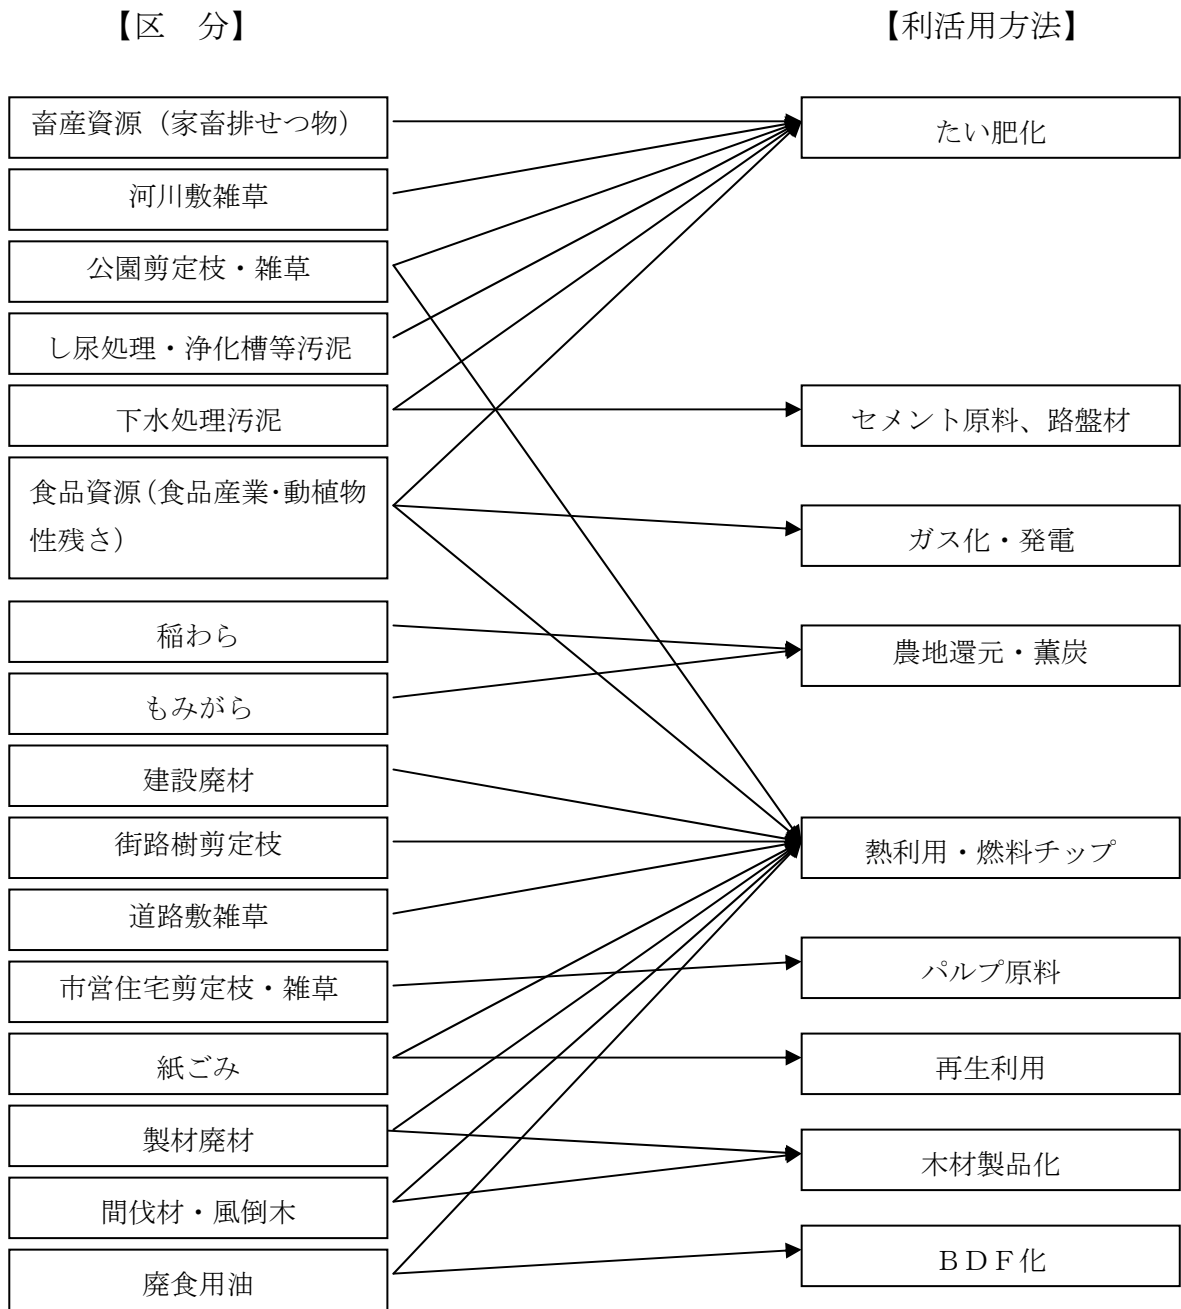 【区　分】
【利活用方法】
畜産資源（家畜排せつ物）
河川敷雑草
公園剪定枝・雑草
し尿処理・浄化槽等汚泥
下水処理汚泥
食品資源（食品産業・動植物
性残さ）
稲わら
もみがら
建設廃材
街路樹剪定枝
道路敷雑草
市営住宅剪定枝・雑草
紙ごみ
製材廃材
間伐材・風倒木
廃食用油
たい肥化
セメント原料、路盤材
ガス化・発電
農地還元・薫炭
熱利用・燃料チップ
パルプ原料
再生利用
木材製品化
ＢＤＦ化